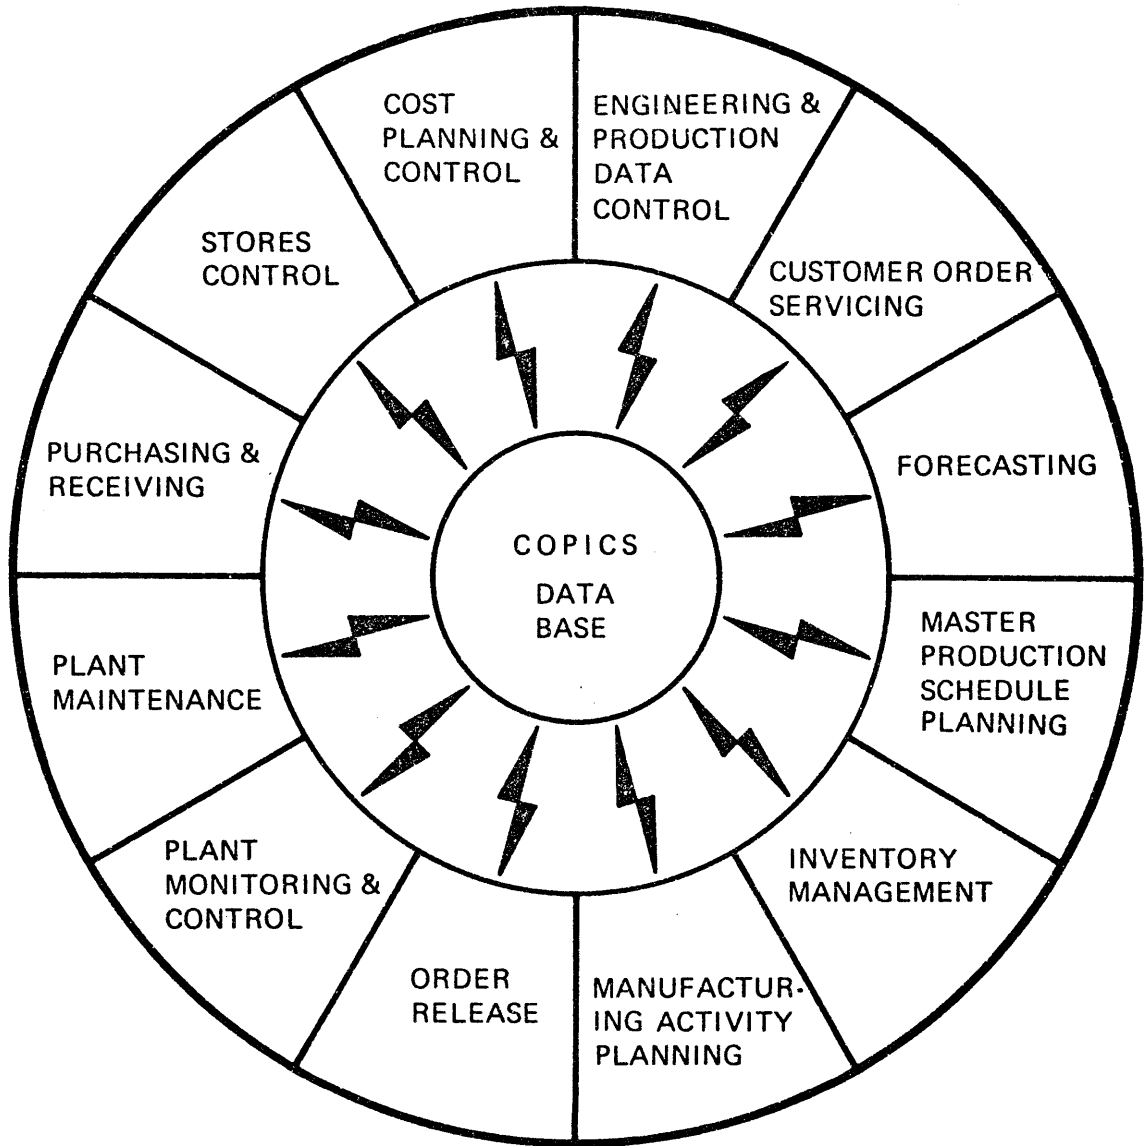 COST
PLANNING &
CONTROL
ENGINEERING &
PRODUCTION
DATA
CONTROL
CUSTOMER ORDER
SERVICING
FORECASTING
MASTER
PRODUCTION
SCHEDULE
PLANNING
INVENTORY
MANAGEMENT
MANUFACTUR-
ING ACTIVITY
PLANNING
ORDER
RELEASE
PLANT
MONITORING &
CONTROL
PLANT
MAINTENANCE
PURCHASING &
RECEIVING
STORES
CONTROL
COPICS
DATA
BASE